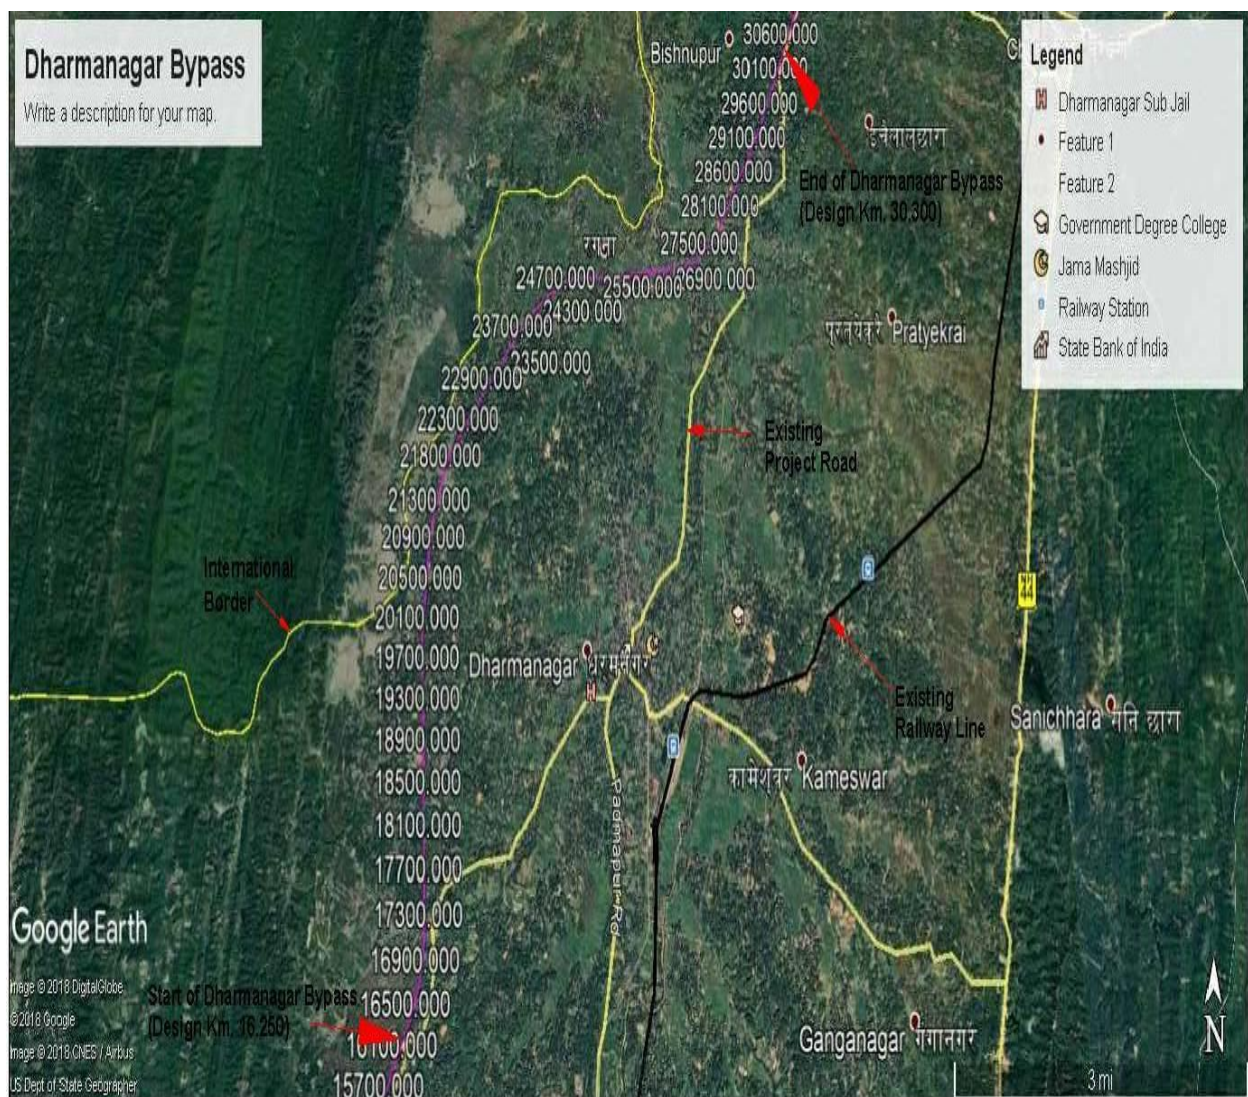 Dharmanagar Bypass
Write a description for your map.
Legend
Dharmanagar Sub Jail
Feature 1
Feature 2
Government Degree College
Jama Mashjid
Railway Station
State Bank of India
Bishnupur
30600.000
30100.000
29600.000
29100.000
28600.000
28100.000
27500.000
26900.000
25500.000
24700.000
24300.000
23700.000
23500.000
22900.000
22300.000
21800.000
21300.000
20900.000
20500.000
20100.000
19700.000
19300.000
18900.000
18500.000
18100.000
17700.000
17300.000
16900.000
16500.000
16100.000
15700.000
End of Dharmanagar Bypass
(Design Km. 30.300)
Pratyekrai
Existing
Project Road
International
Border
44
Dharmanagar धरमनगर
Existing
Railway Line
Sanichhara
कामेश्वर Kameswar
Padmaper Rd
Start of Dharmanagar Bypass
(Design Km. 16.250)
Ganganagar गंगानगर
Google Earth
Image © 2018 DigitalGlobe
© 2018 Google
Image © 2018 CNES / Airbus
US Dept of State Geographer
N
3 mi